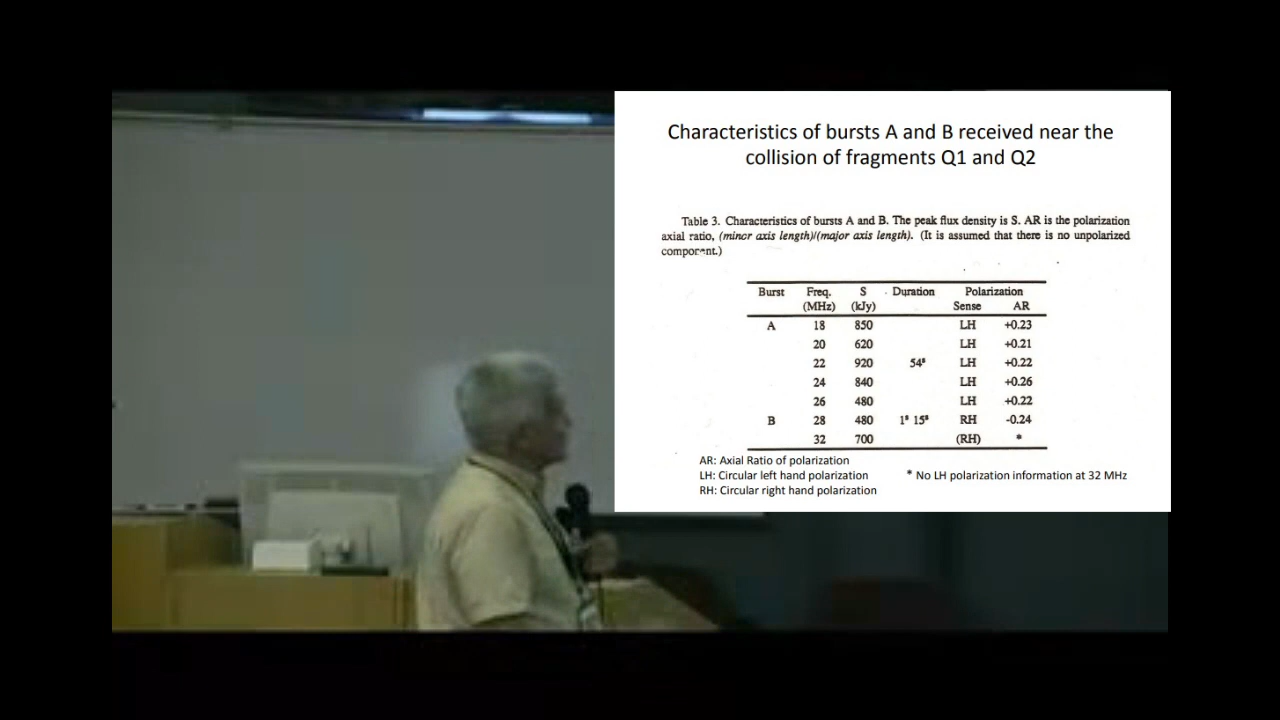 Characteristics of bursts A and B received near the
collision of fragments Q1 and Q2
Table 3. Characteristics of bursts A and B. The peak flux density is S. AR is the polarization
axial ratio, (minor axis length)/(major axis length). (It is assumed that there is no unpolarized
component.)
Burst Freq. S Duration Polarization
(MHz) (kJy) Sense AR
A 18 850 LH +0.23
20 620 LH +0.21
22 920 54ˢ LH +0.22
24 840 LH +0.26
26 480 LH +0.22
B 28 480 1ˢ 15ˢ RH -0.24
32 700 (RH) *
AR: Axial Ratio of polarization
LH: Circular left hand polarization * No LH polarization information at 32 MHz
RH: Circular right hand polarization